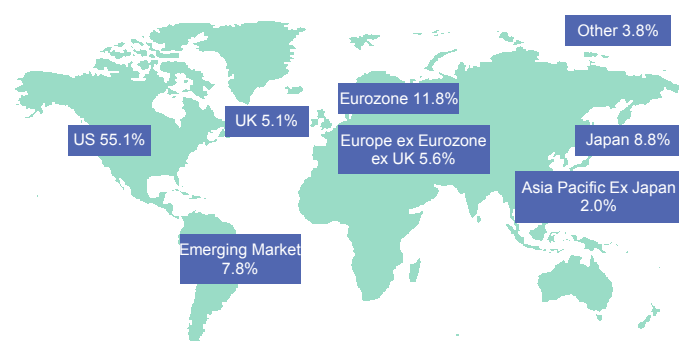 Other 3.8%
Eurozone 11.8%
UK 5.1%
US 55.1%
Europe ex Eurozone
ex UK 5.6%
Japan 8.8%
Asia Pacific Ex Japan
2.0%
Emerging Market
7.8%